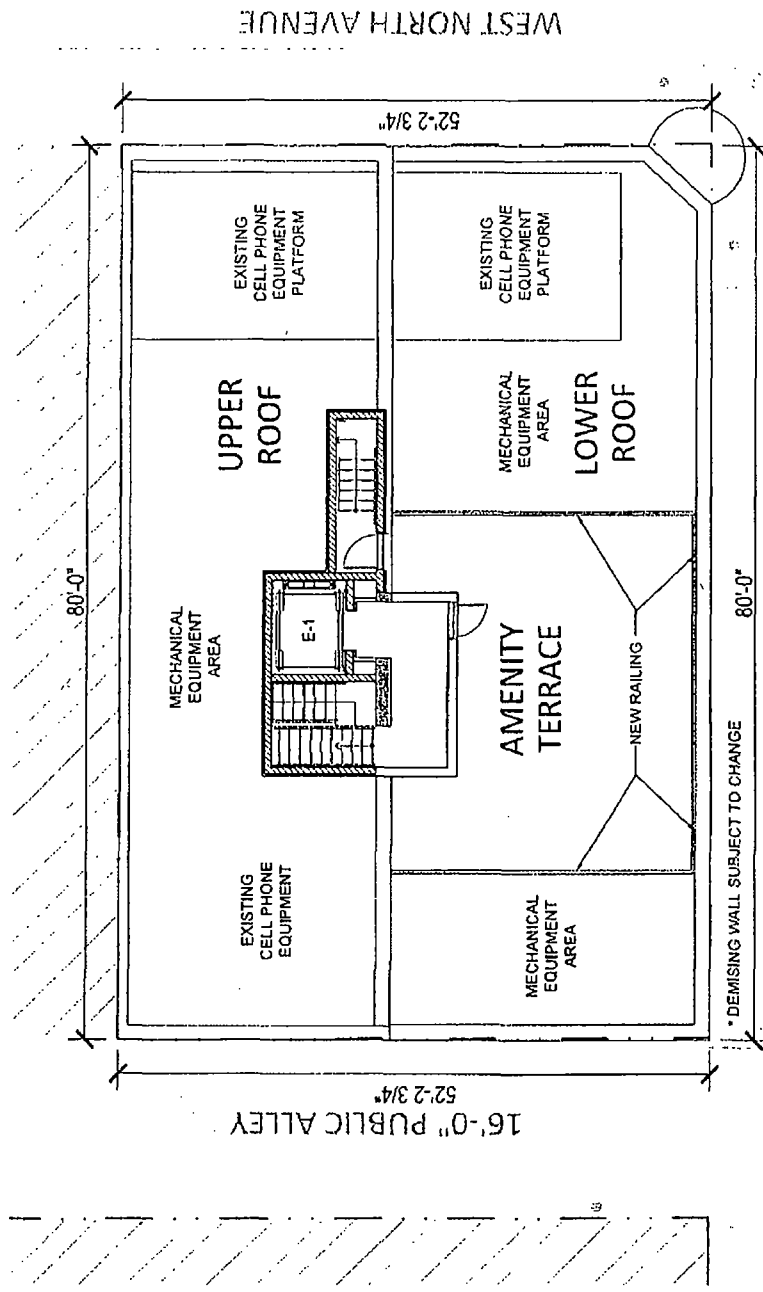 WEST NORTH AVENUE
52'-2 3/4"
80'-0"
EXISTING
CELL PHONE
EQUIPMENT
PLATFORM
EXISTING
CELL PHONE
EQUIPMENT
PLATFORM
UPPER
ROOF
MECHANICAL
EQUIPMENT
AREA
LOWER
ROOF
MECHANICAL
EQUIPMENT
AREA
E-1
AMENITY
TERRACE
NEW RAILING
EXISTING
CELL PHONE
EQUIPMENT
MECHANICAL
EQUIPMENT
AREA
80'-0"
* DEMISING WALL SUBJECT TO CHANGE
52'-2 3/4"
16'-0" PUBLIC ALLEY